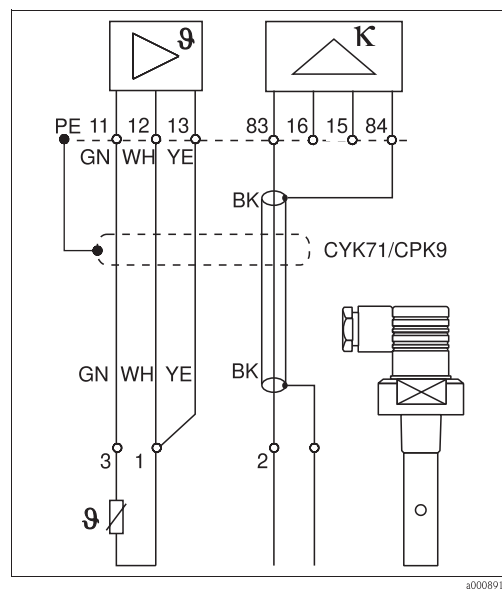 ϑ κ
PE 11 12 13 83 16 15 84
GN WH YE
BK
CYK71/CPK9
GN WH YE BK
3 1 2
ϑ
a000891